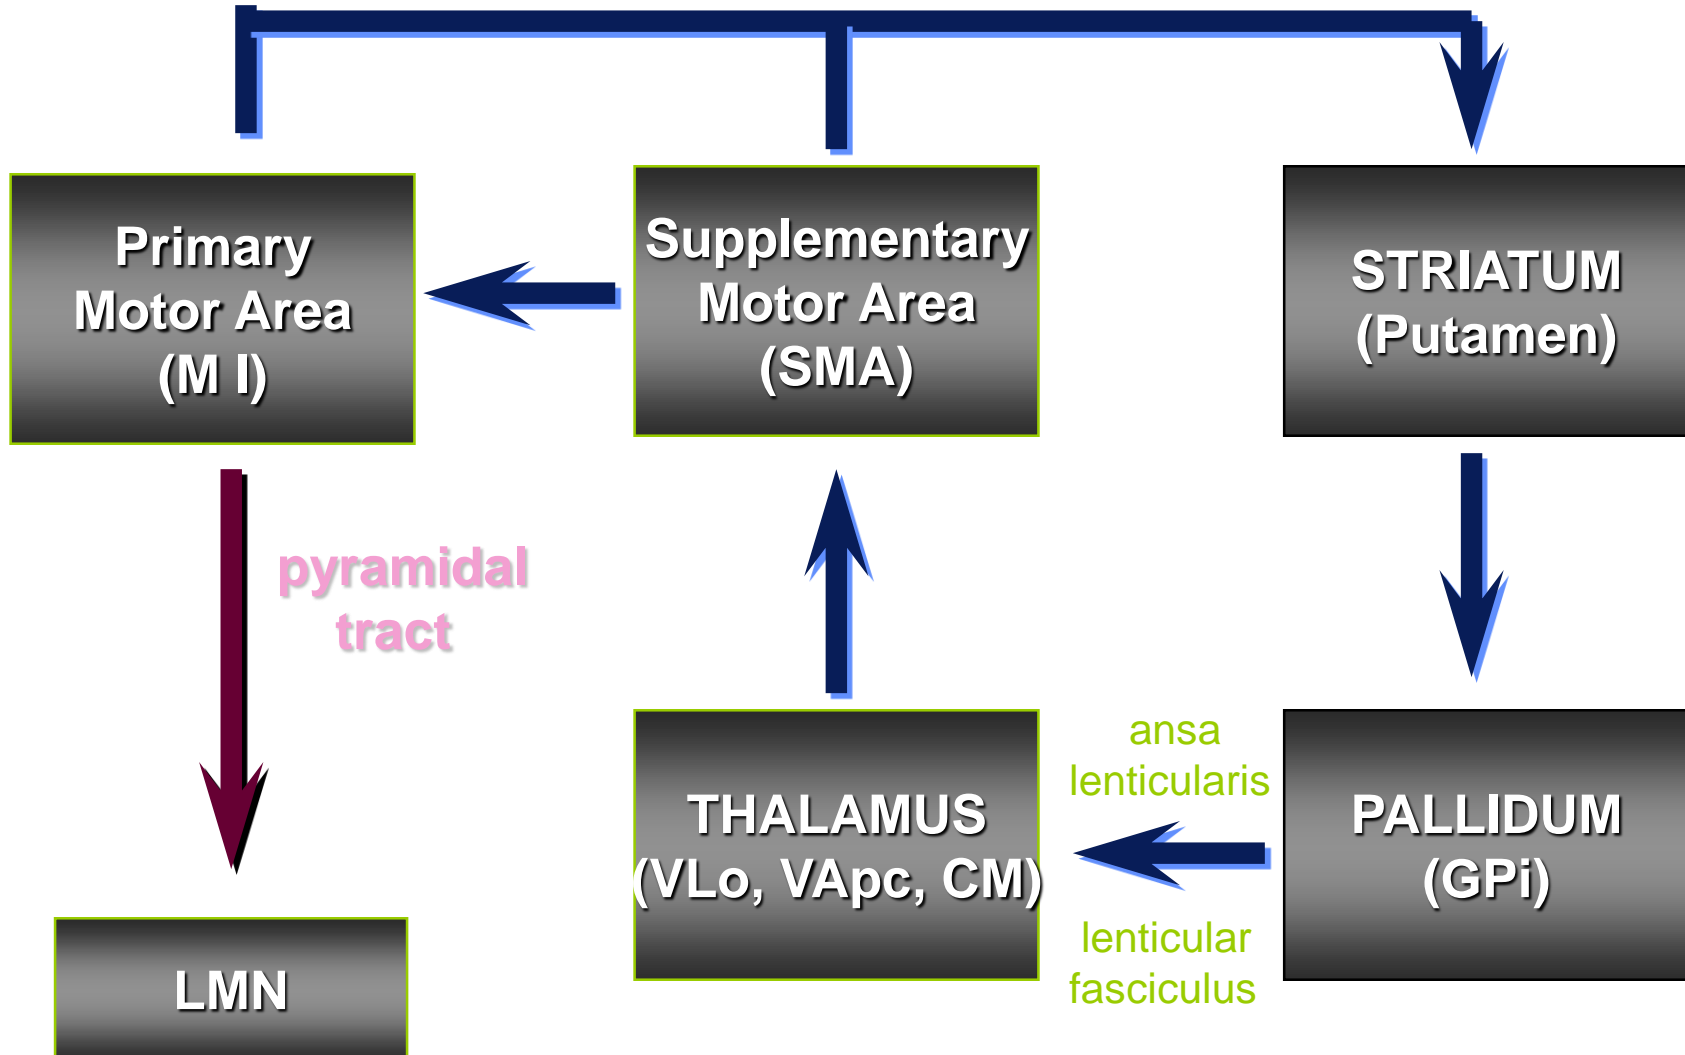 Primary
Motor Area
(M I)
Supplementary
Motor Area
(SMA)
STRIATUM
(Putamen)
pyramidal
tract
THALAMUS
(VLo, VApc, CM)
ansa
lenticularis
lenticular
fasciculus
PALLIDUM
(GPi)
LMN